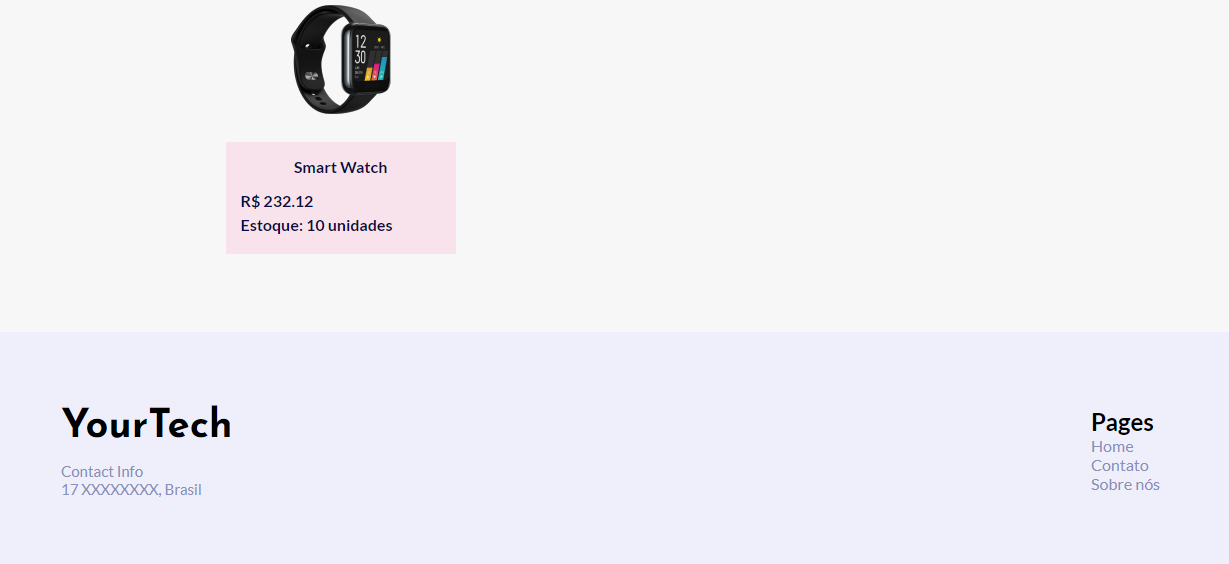 12
30
Smart Watch
R$ 232.12
Estoque: 10 unidades
YourTech
Contact Info
17 XXXXXXXX, Brasil
Pages
Home
Contato
Sobre nós